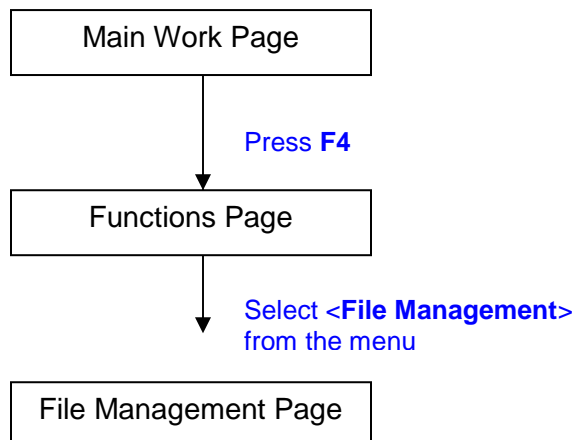 Main Work Page
Press F4
Functions Page
Select <File Management>
from the menu
File Management Page